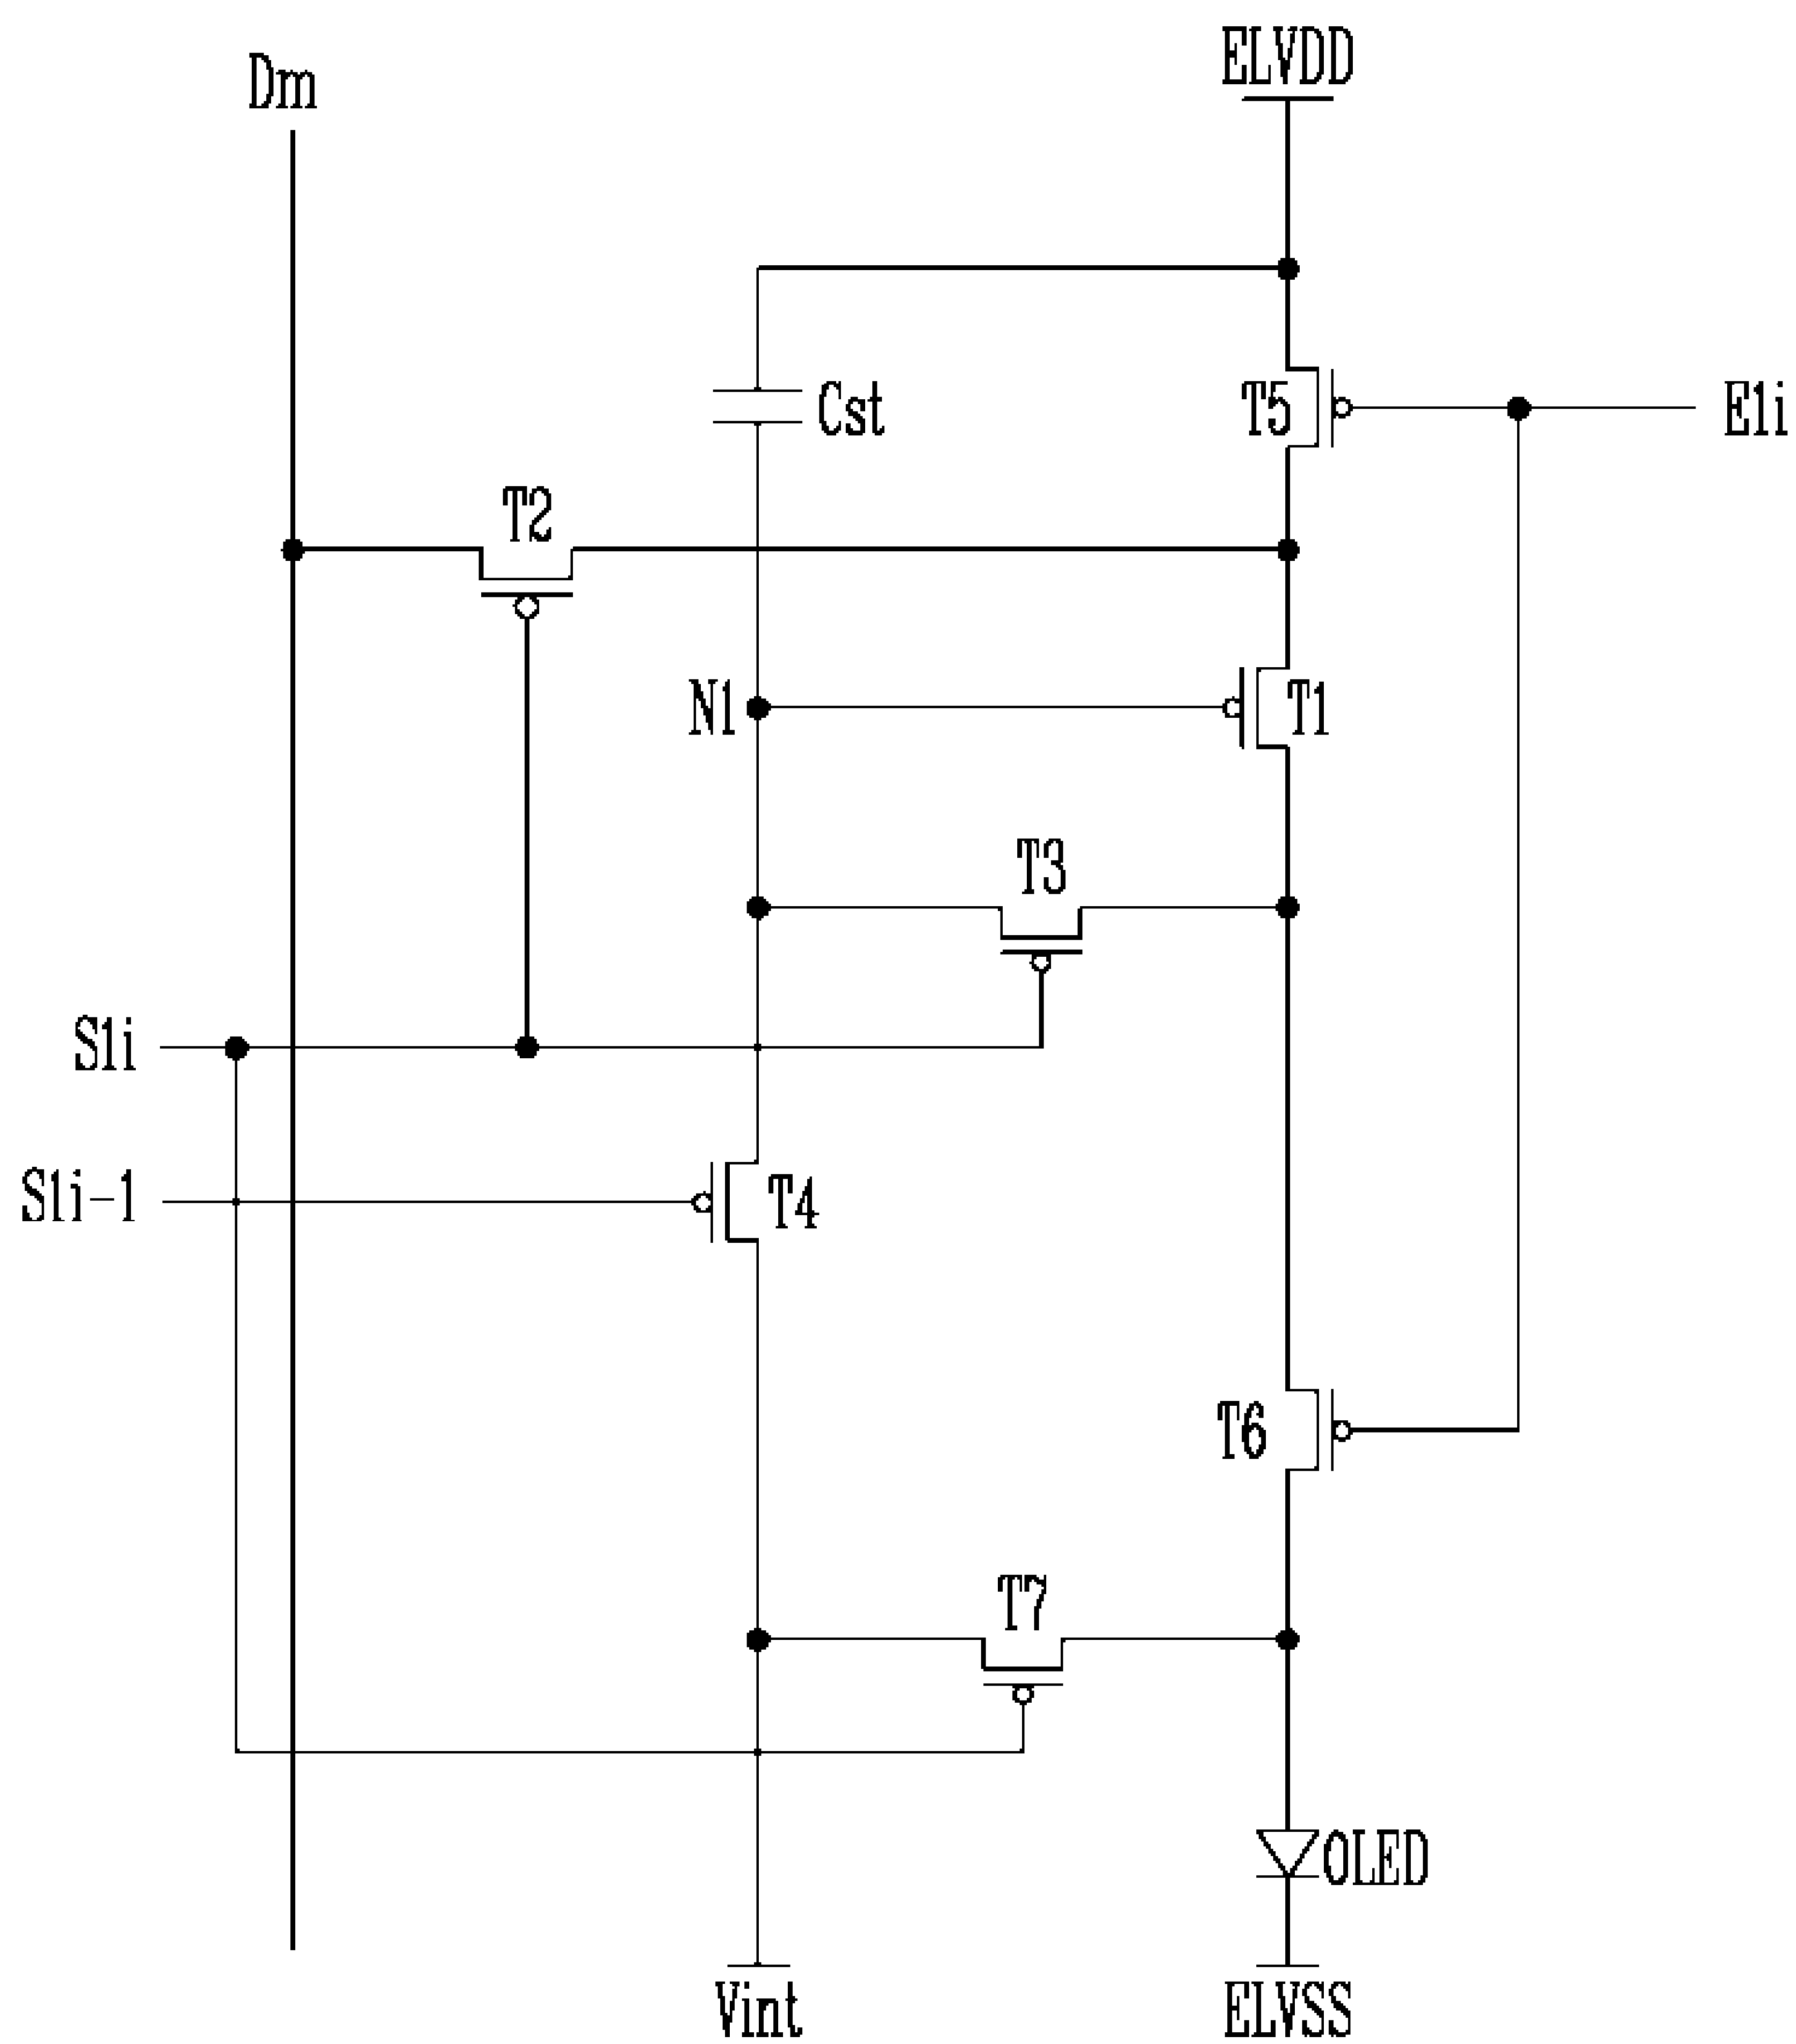 ELVDD
Dm
Cst
T5
E1i
T2
N1
T1
T3
S1i
S1i-1
T4
T6
T7
OLED
Vint
ELVSS